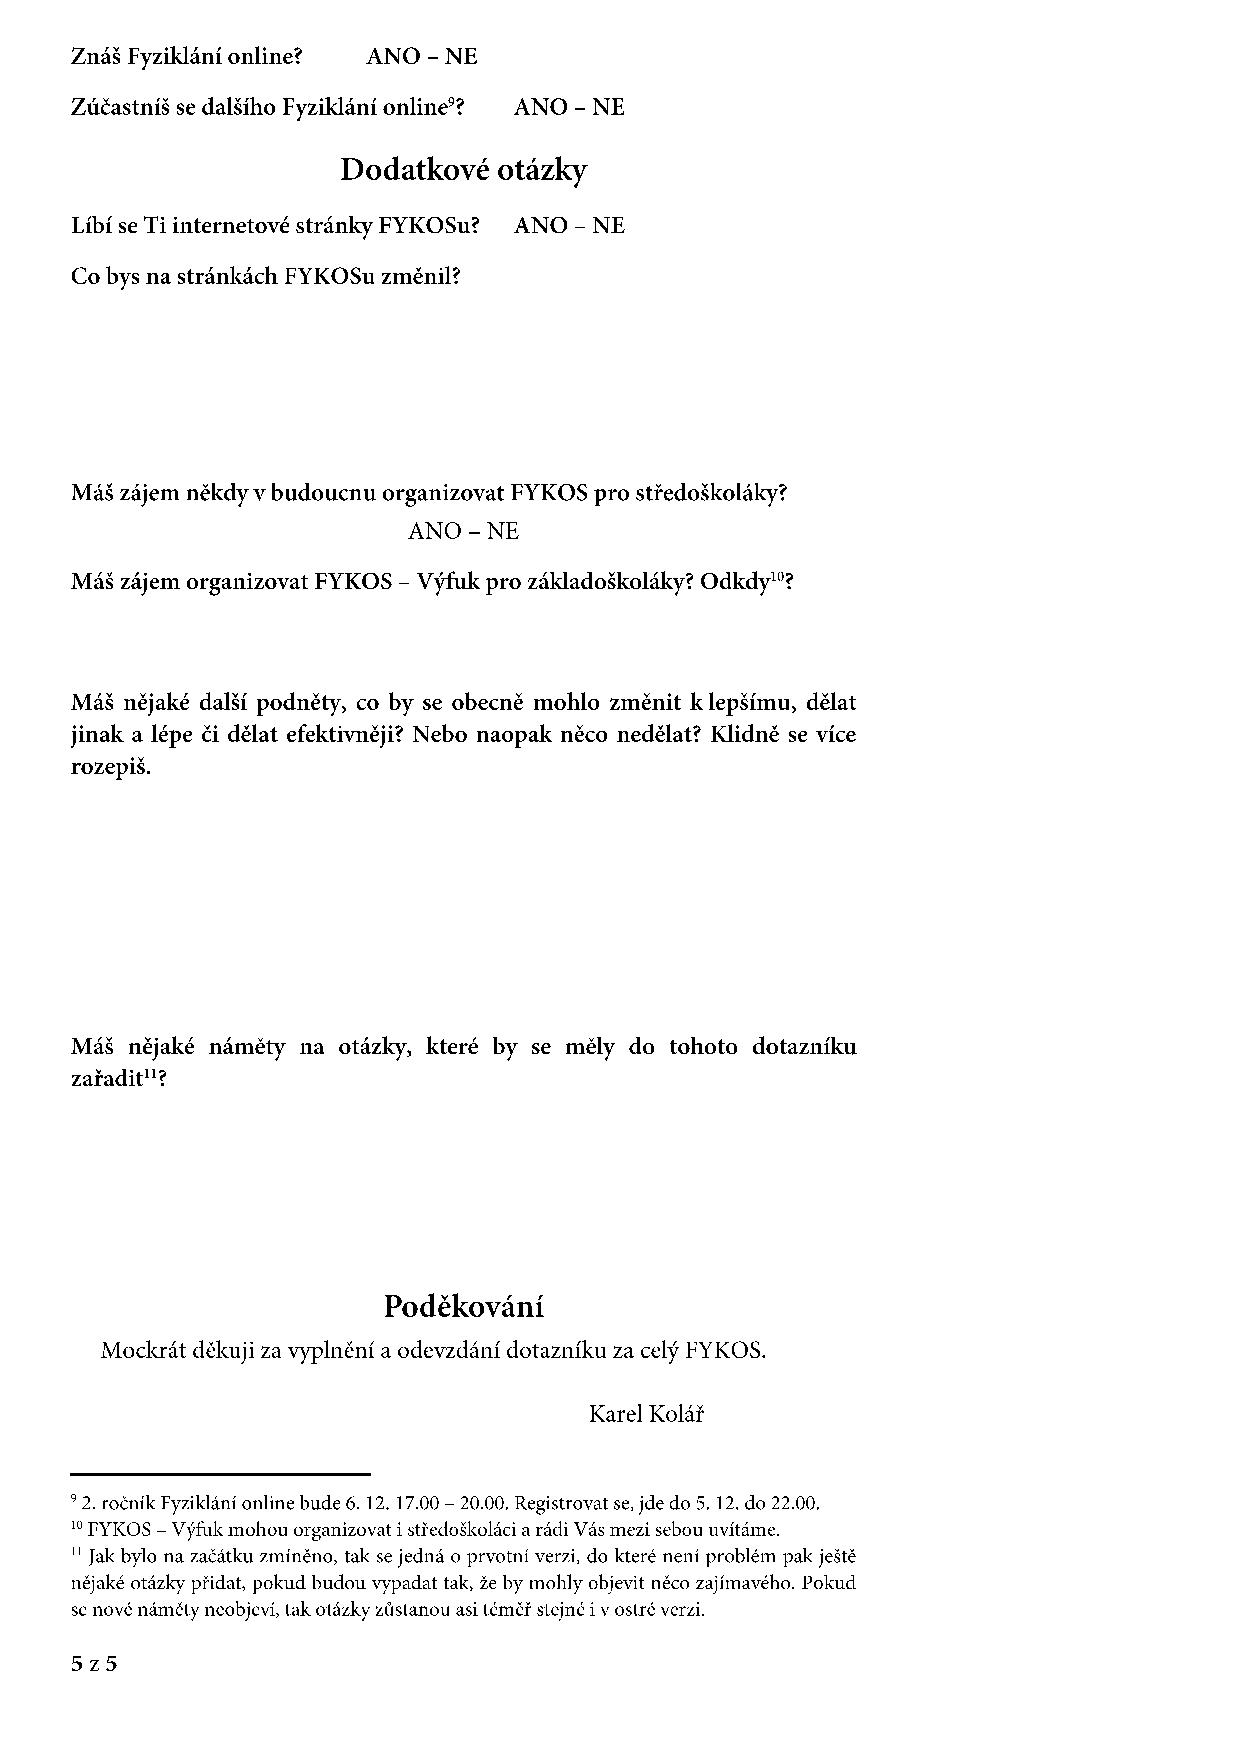 Znáš Fyziklání online? ANO – NE
Zúčastníš se dalšího Fyziklání online⁹? ANO – NE
Dodatkové otázky
Líbí se Ti internetové stránky FYKOSu? ANO – NE
Co bys na stránkách FYKOSu změnil?
Máš zájem někdy v budoucnu organizovat FYKOS pro středoškoláky?
ANO – NE
Máš zájem organizovat FYKOS – Výfuk pro základoškoláky? Odkdy¹⁰?
Máš nějaké další podněty, co by se obecně mohlo změnit k lepšímu, dělat
jinak a lépe či dělat efektivněji? Nebo naopak něco nedělat? Klidně se více
rozepiš.
Máš nějaké náměty na otázky, které by se měly do tohoto dotazníku
zařadit¹¹?
Poděkování
Mockrát děkuji za vyplnění a odevzdání dotazníku za celý FYKOS.
Karel Kolář
⁹ 2. ročník Fyziklání online bude 6. 12. 17.00 – 20.00. Registrovat se, jde do 5. 12. do 22.00.
¹⁰ FYKOS – Výfuk mohou organizovat i středoškoláci a rádi Vás mezi sebou uvítáme.
¹¹ Jak bylo na začátku zmíněno, tak se jedná o prvotní verzi, do které není problém pak ještě
nějaké otázky přidat, pokud budou vypadat tak, že by mohly objevit něco zajímavého. Pokud
se nové náměty neobjeví, tak otázky zůstanou asi téměř stejné i v ostré verzi.
5 z 5